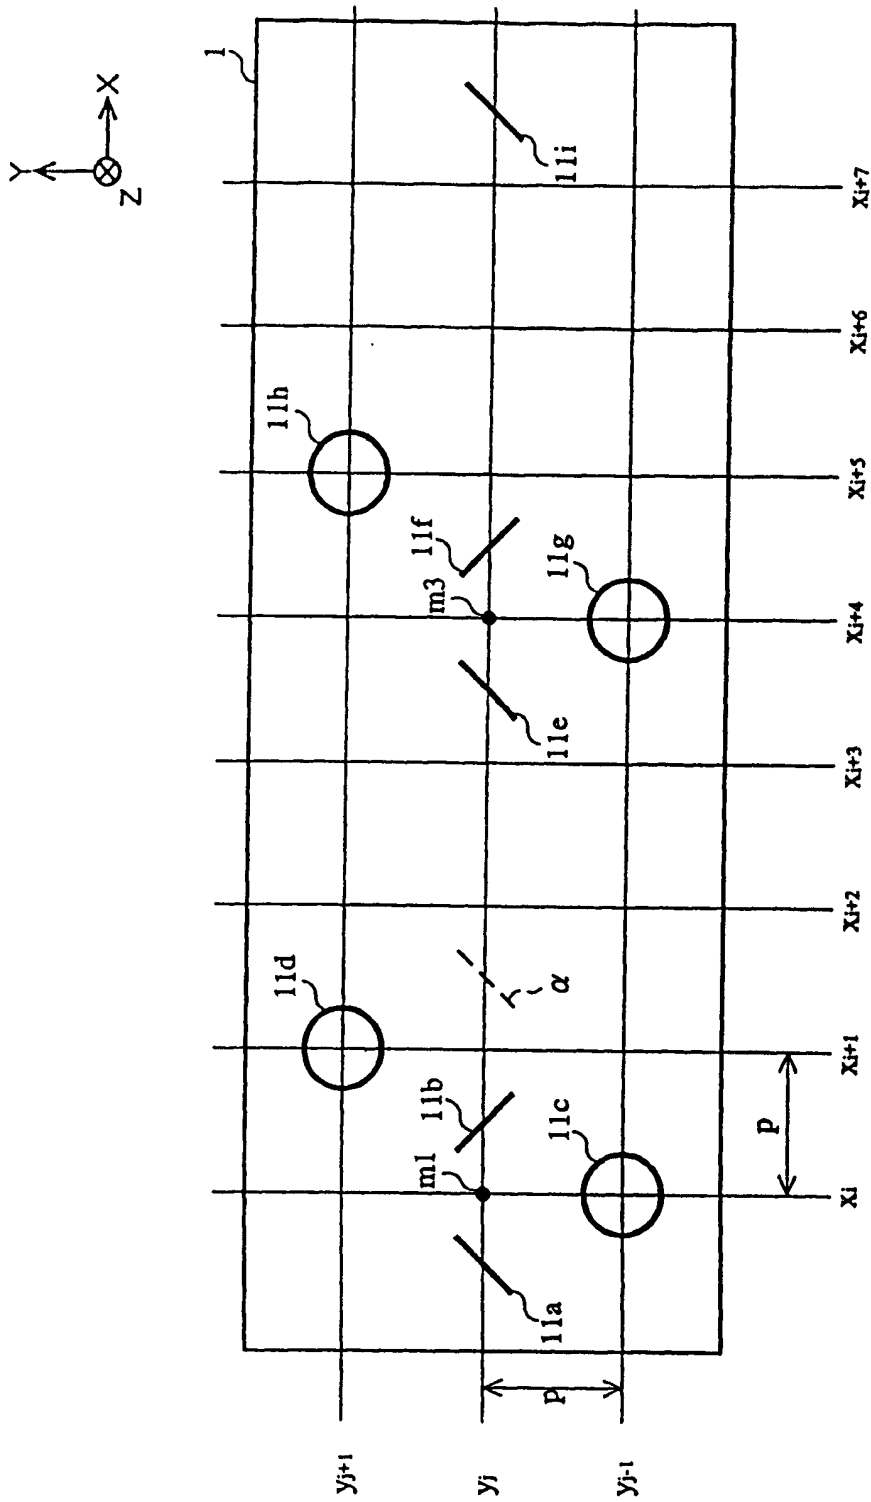 Y
X
Z
1
11i
11h
11f
m3
11g
11e
11d
α
11b
m1
11c
11a
p
p
yj+1
yj
yj-1
xi
xi+1
xi+2
xi+3
xi+4
xi+5
xi+6
xi+7